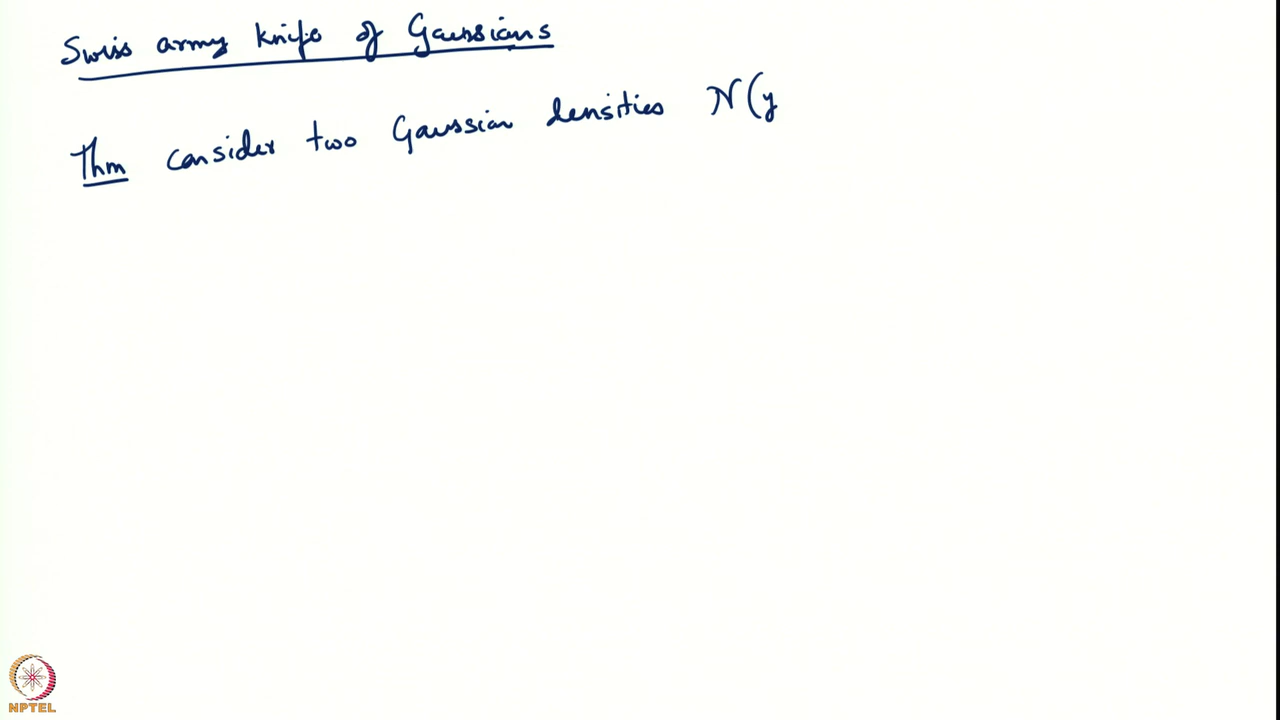 Swiss army knife of Gaussians
Thm consider two Gaussian densities N(y
NPTEL